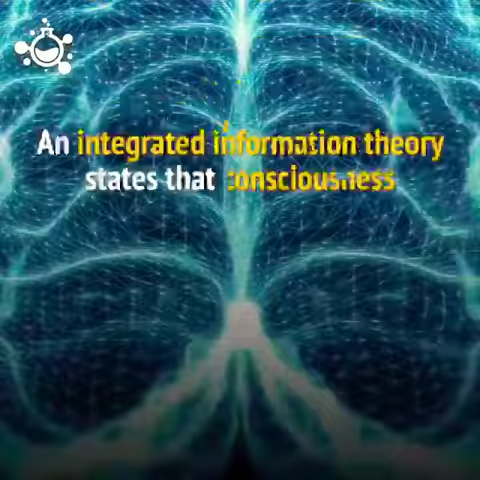 An integrated information theory
states that consciousness